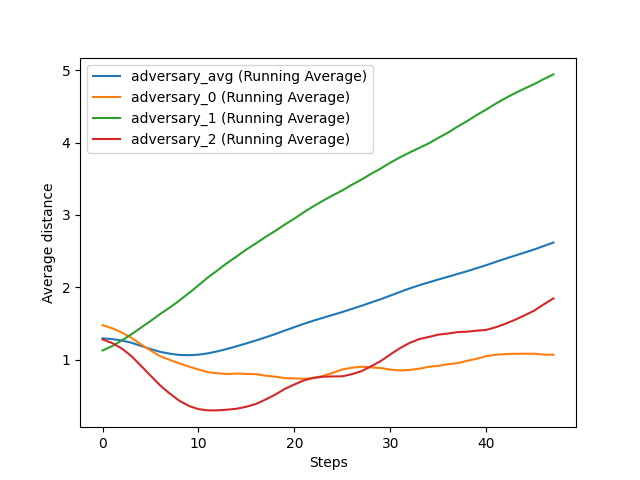 adversary_avg (Running Average)
adversary_0 (Running Average)
adversary_1 (Running Average)
adversary_2 (Running Average)
5
4
3
2
1
Average distance
0 10 20 30 40
Steps